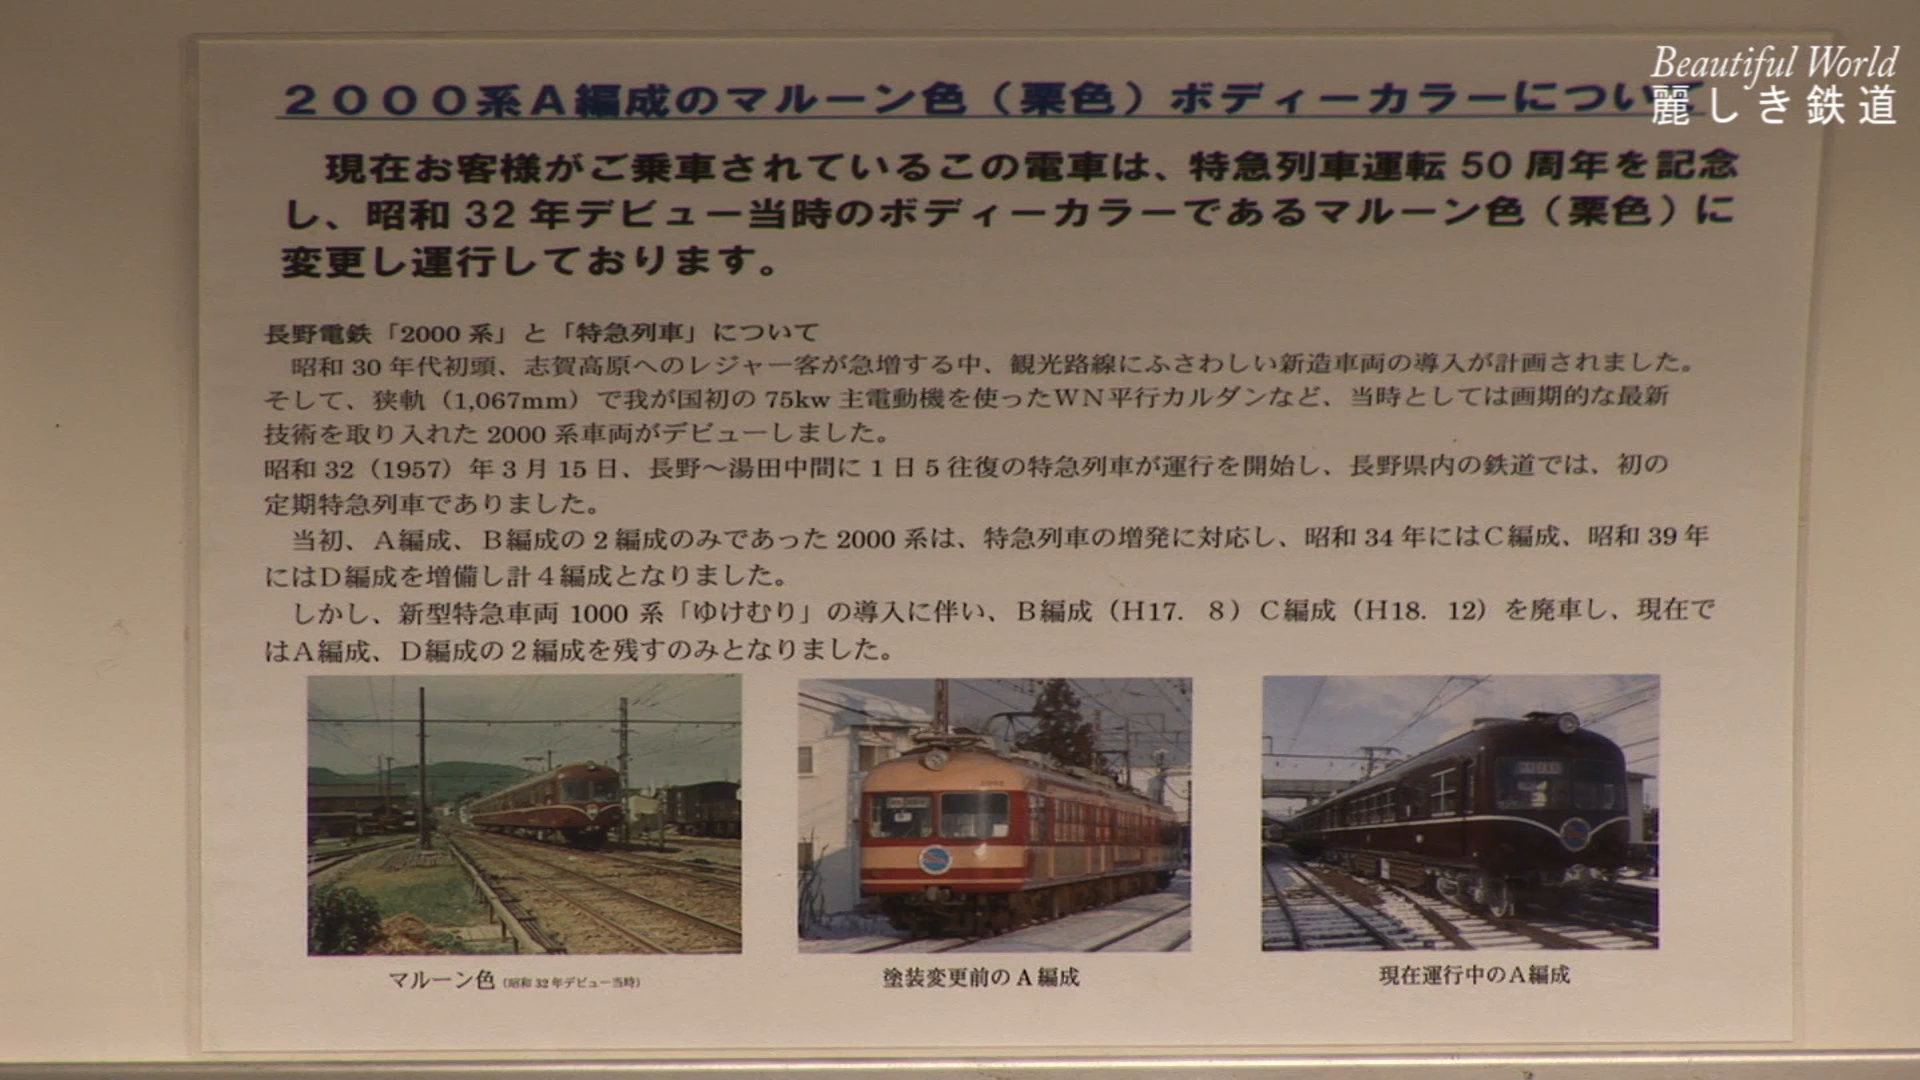 Beautiful World
麗しき鉄道
2000系A編成のマルーン色(栗色)ボディーカラーについて
現在お客様がご乗車されているこの電車は、特急列車運転 50 周年を記念
し、昭和 32 年デビュー当時のボディーカラーであるマルーン色(栗色)に
変更し運行しております。
長野電鉄「2000 系」と「特急列車」について
昭和 30 年代初頭、志賀高原へのレジャー客が急増する中、観光路線にふさわしい新造車両の導入が計画されました。
そして、狭軌(1,067mm)で我が国初の 75kw 主電動機を使ったWN平行カルダンなど、当時としては画期的な最新
技術を取り入れた 2000 系車両がデビューしました。
昭和 32(1957)年 3 月 15 日、長野~湯田中間に 1 日 5 往復の特急列車が運行を開始し、長野県内の鉄道では、初の
定期特急列車でありました。
当初、A編成、B編成の 2 編成のみであった 2000 系は、特急列車の増発に対応し、昭和 34 年にはC編成、昭和 39 年
にはD編成を増備し計4編成となりました。
しかし、新型特急車両 1000 系「ゆけむり」の導入に伴い、B編成(H17. 8)C編成(H18. 12)を廃車し、現在で
はA編成、D編成の2編成を残すのみとなりました。
マルーン色(昭和 32 年デビュー当時)
塗装変更前の A 編成
現在運行中のA編成